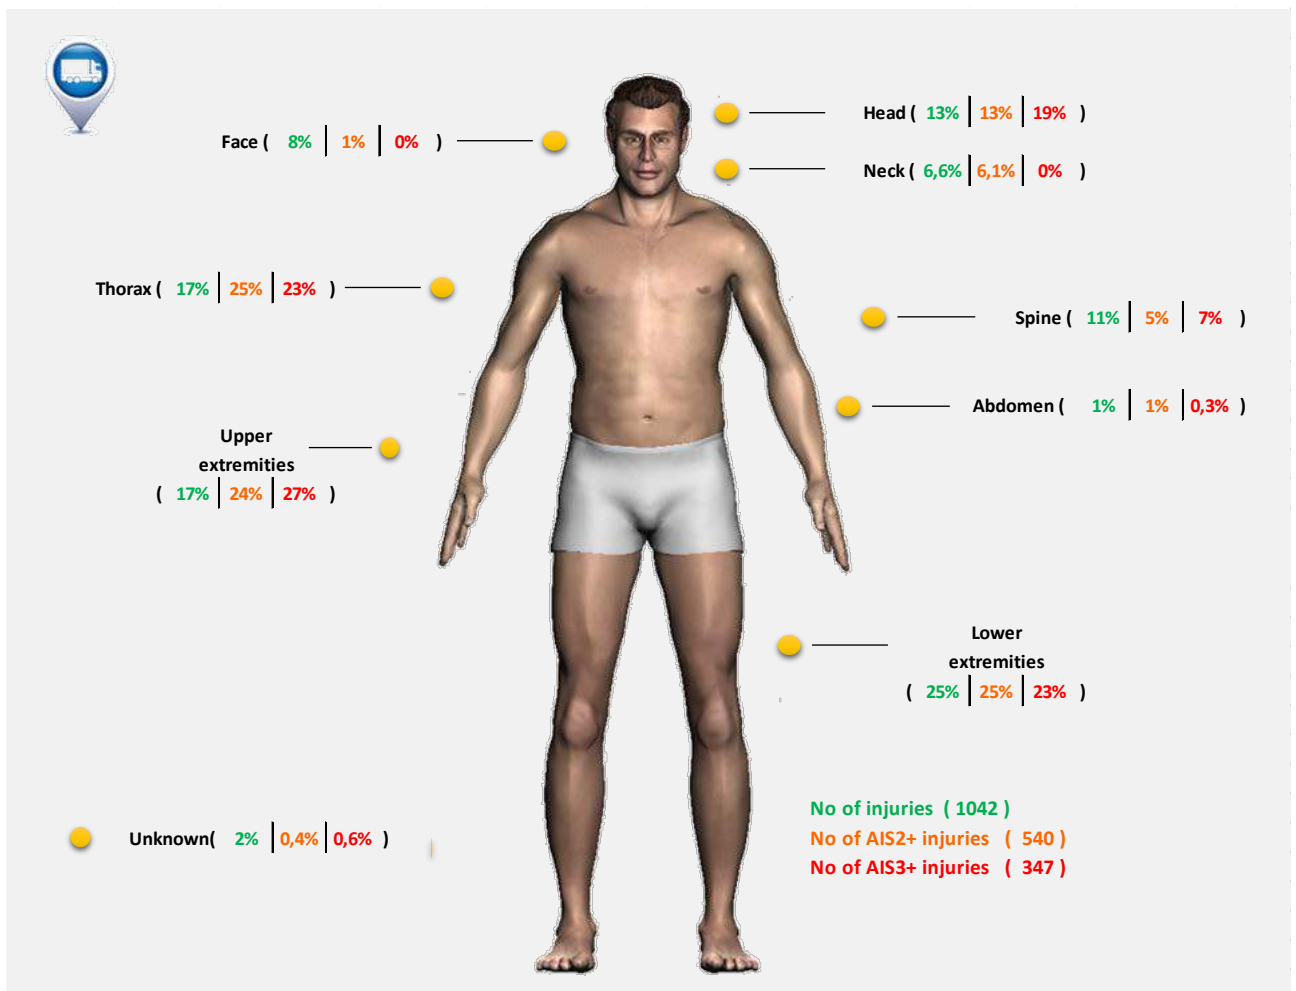 Head ( 13% | 13% | 19% )
Face ( 8% | 1% | 0% )
Neck ( 6,6% | 6,1% | 0% )
Thorax ( 17% | 25% | 23% )
Spine ( 11% | 5% | 7% )
Abdomen ( 1% | 1% | 0,3% )
Upper
extremities
( 17% | 24% | 27% )
Lower
extremities
( 25% | 25% | 23% )
No of injuries ( 1042 )
Unknown( 2% | 0,4% | 0,6% )
No of AIS2+ injuries ( 540 )
No of AIS3+ injuries ( 347 )